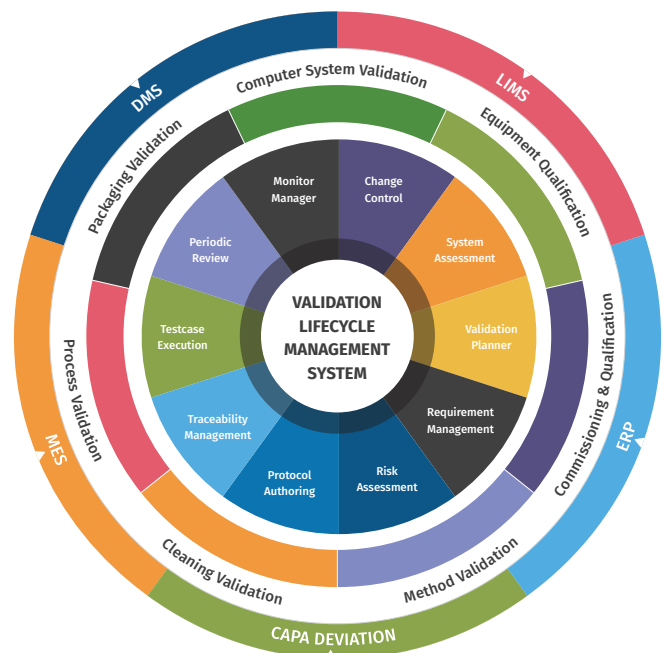 DMS
LIMS
ERP
CAPA DEVIATION
MES
Computer System Validation
Equipment Qualification
Commissioning & Qualification
Method Validation
Cleaning Validation
Process Validation
Packaging Validation
Monitor
Manager
Change
Control
System
Assessment
Validation
Planner
Requirement
Management
Risk
Assessment
Protocol
Authoring
Traceability
Management
Testcase
Execution
Periodic
Review
VALIDATION
LIFECYCLE
MANAGEMENT
SYSTEM